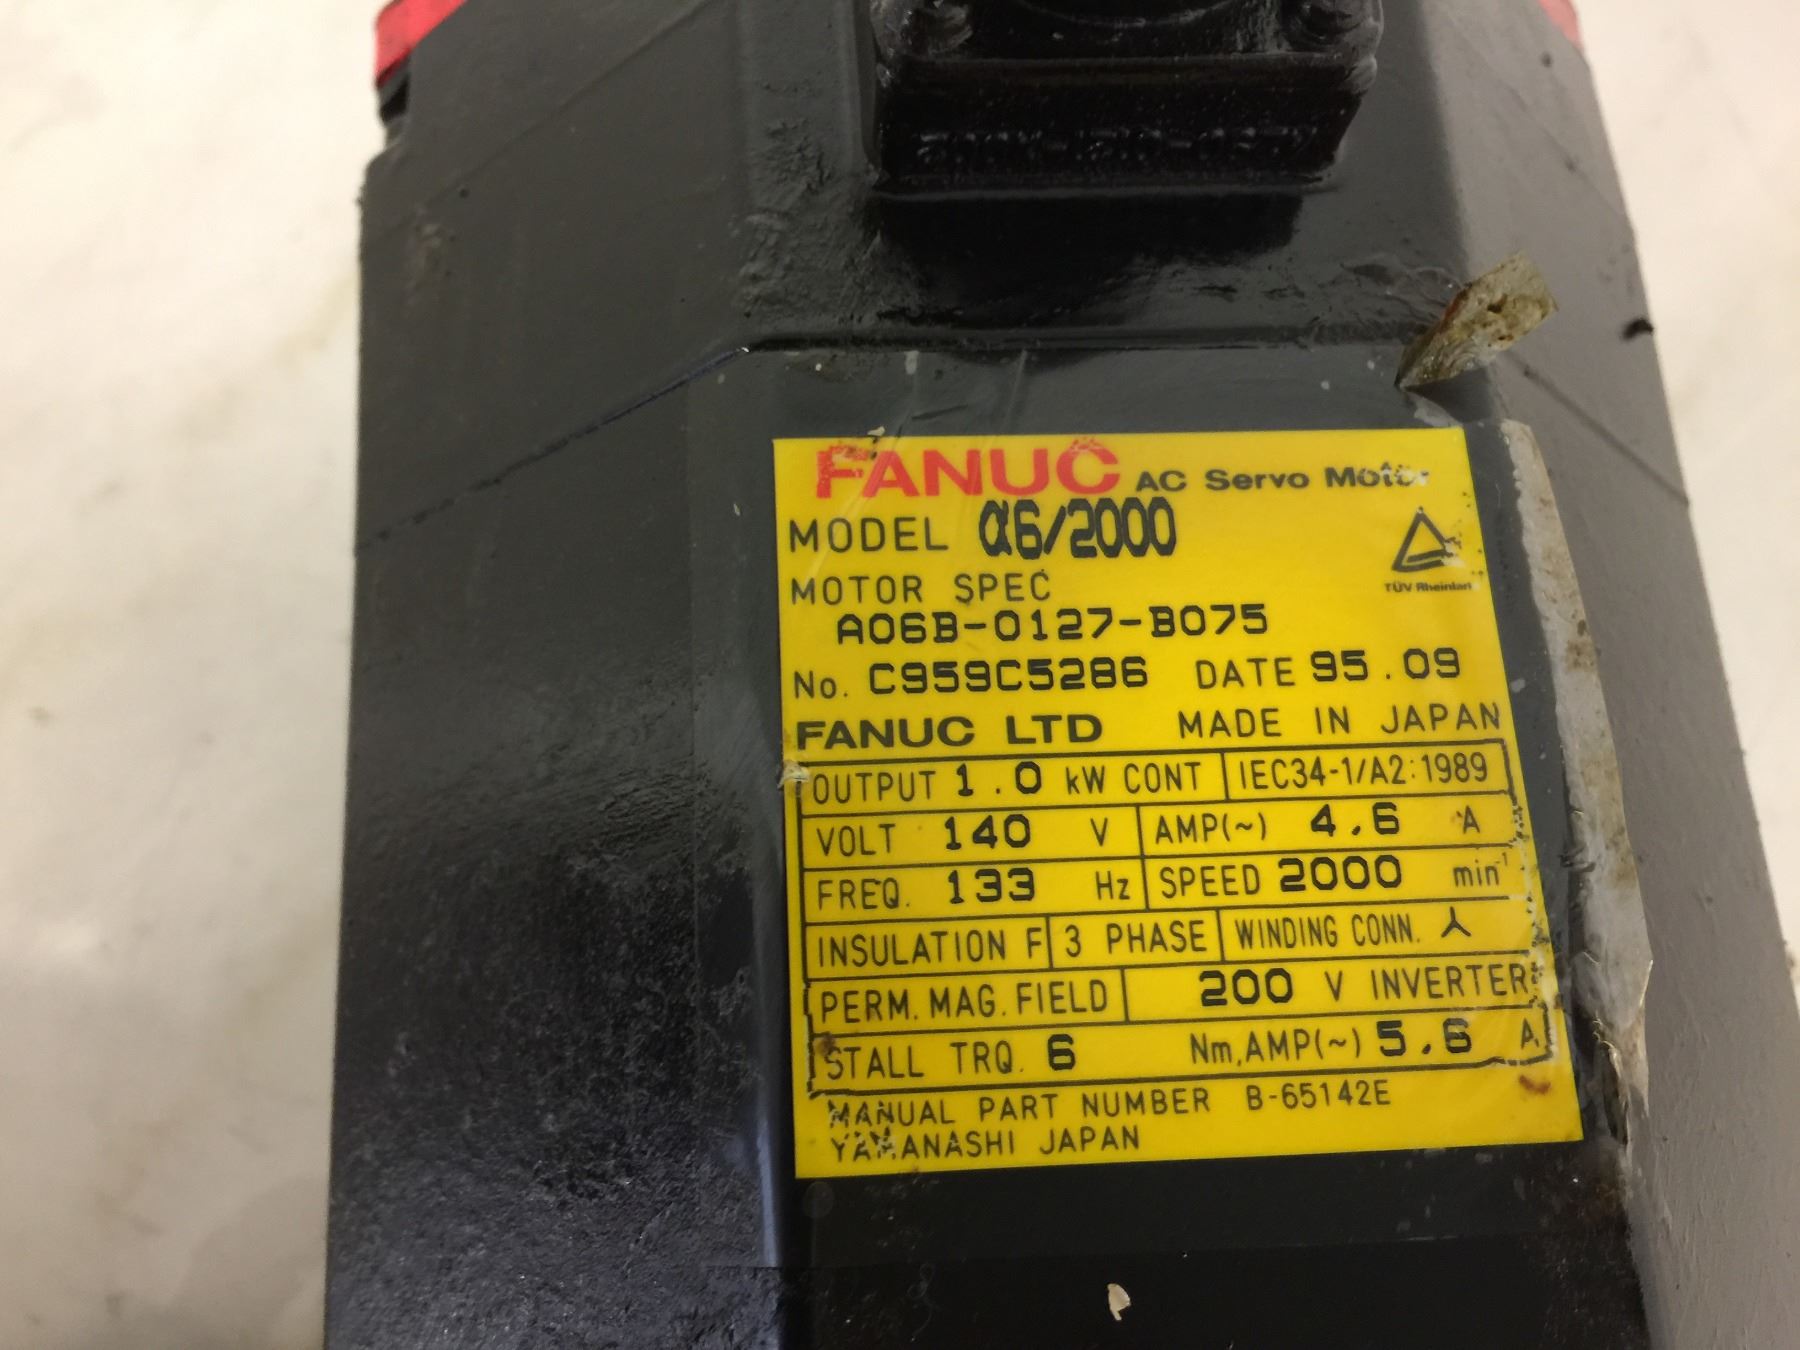 FANUC AC Servo Motor
MODEL α6/2000
TÜV Rheinland
MOTOR SPEC
A06B-0127-B075
No. C959C5286 DATE 95.09
FANUC LTD MADE IN JAPAN
OUTPUT 1.0 kW CONT IEC34-1/A2:1989
VOLT 140 V AMP(~) 4.6 A
FREQ. 133 Hz SPEED 2000 min⁻¹
INSULATION F 3 PHASE WINDING CONN.
PERM. MAG. FIELD 200 V INVERTER
STALL TRQ. 6 Nm, AMP(~) 5.6 A
MANUAL PART NUMBER B-65142E
YAMANASHI JAPAN